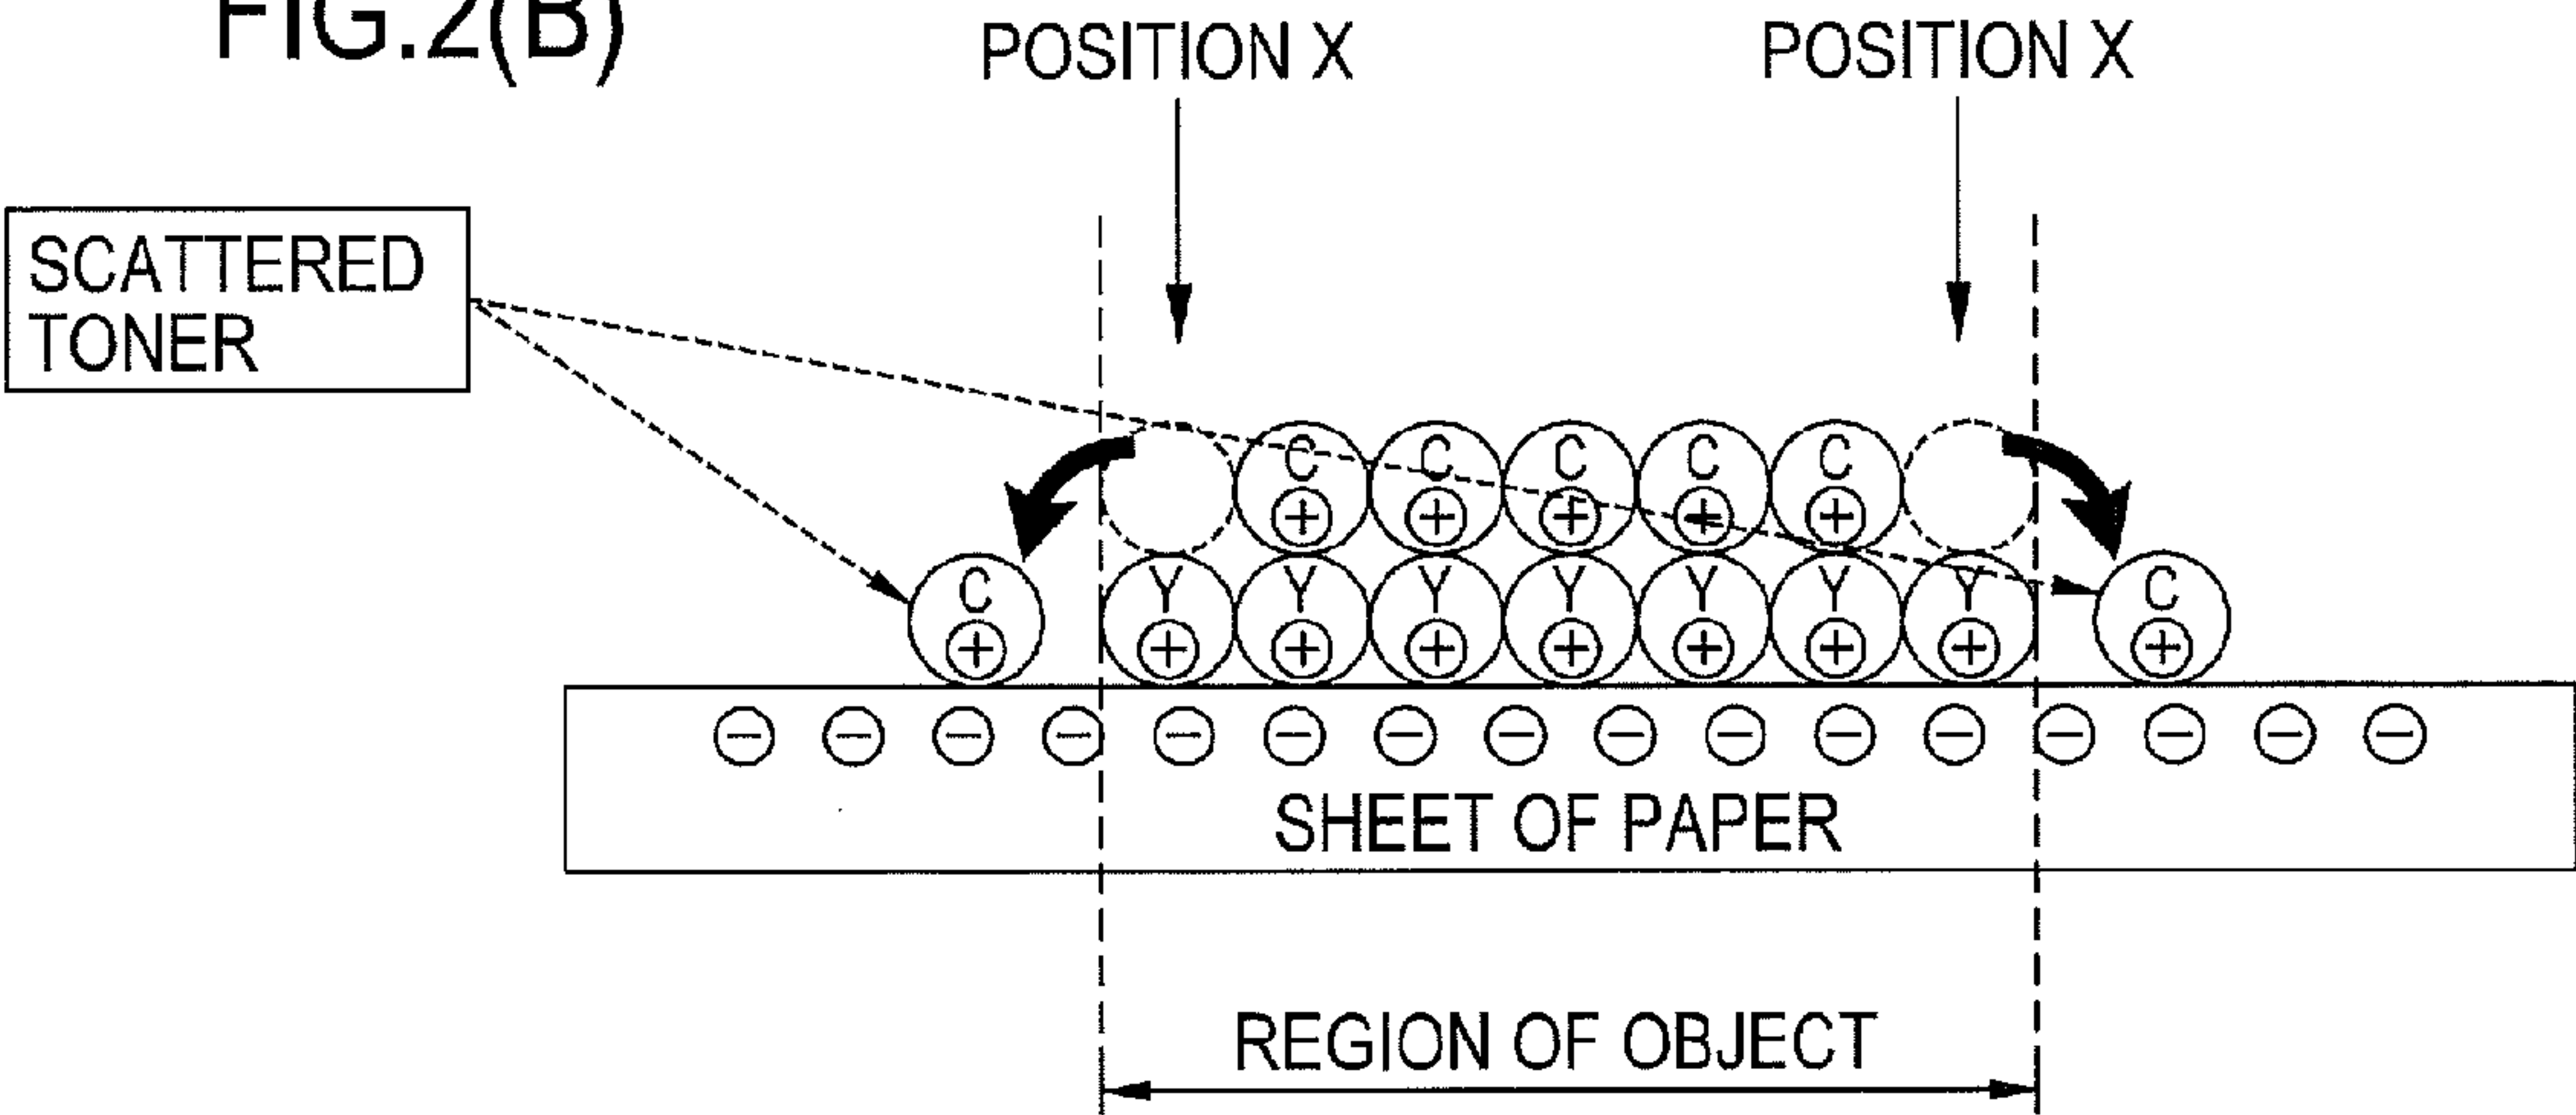 FIG.2(B)
POSITION X POSITION X
SCATTERED
TONER
C C C C C
+ + + + +
C Y Y Y Y Y Y Y C
+ + + + + + + + +
− − − − − − − − − − − − − − − −
SHEET OF PAPER
REGION OF OBJECT